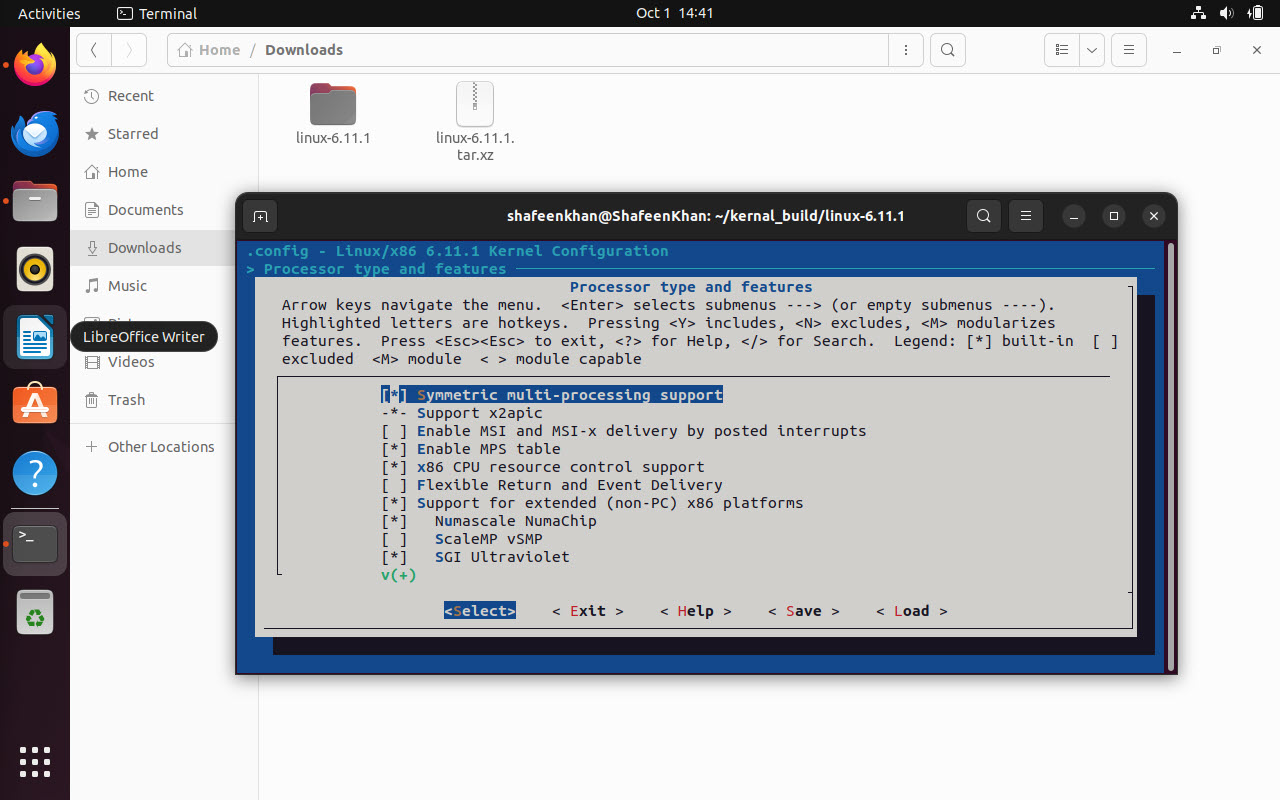 Activities
Terminal
Oct 1 14:41
Home / Downloads
Recent
Starred
Home
Documents
Downloads
Music
LibreOffice Writer
Videos
Trash
Other Locations
linux-6.11.1
linux-6.11.1.
tar.xz
shafeenkhan@ShafeenKhan: ~/kernal_build/linux-6.11.1
.config - Linux/x86 6.11.1 Kernel Configuration
> Processor type and features
Processor type and features
Arrow keys navigate the menu.  <Enter> selects submenus ---> (or empty submenus ----).
Highlighted letters are hotkeys.  Pressing <Y> includes, <N> excludes, <M> modularizes
features.  Press <Esc><Esc> to exit, <?> for Help, </> for Search.  Legend: [*] built-in  [ ]
excluded  <M> module  < > module capable
[*] Symmetric multi-processing support
-*- Support x2apic
[ ] Enable MSI and MSI-x delivery by posted interrupts
[*] Enable MPS table
[*] x86 CPU resource control support
[ ] Flexible Return and Event Delivery
[*] Support for extended (non-PC) x86 platforms
[*]   Numascale NumaChip
[ ]   ScaleMP vSMP
[*]   SGI Ultraviolet
v(+)
<Select>    < Exit >    < Help >    < Save >    < Load >